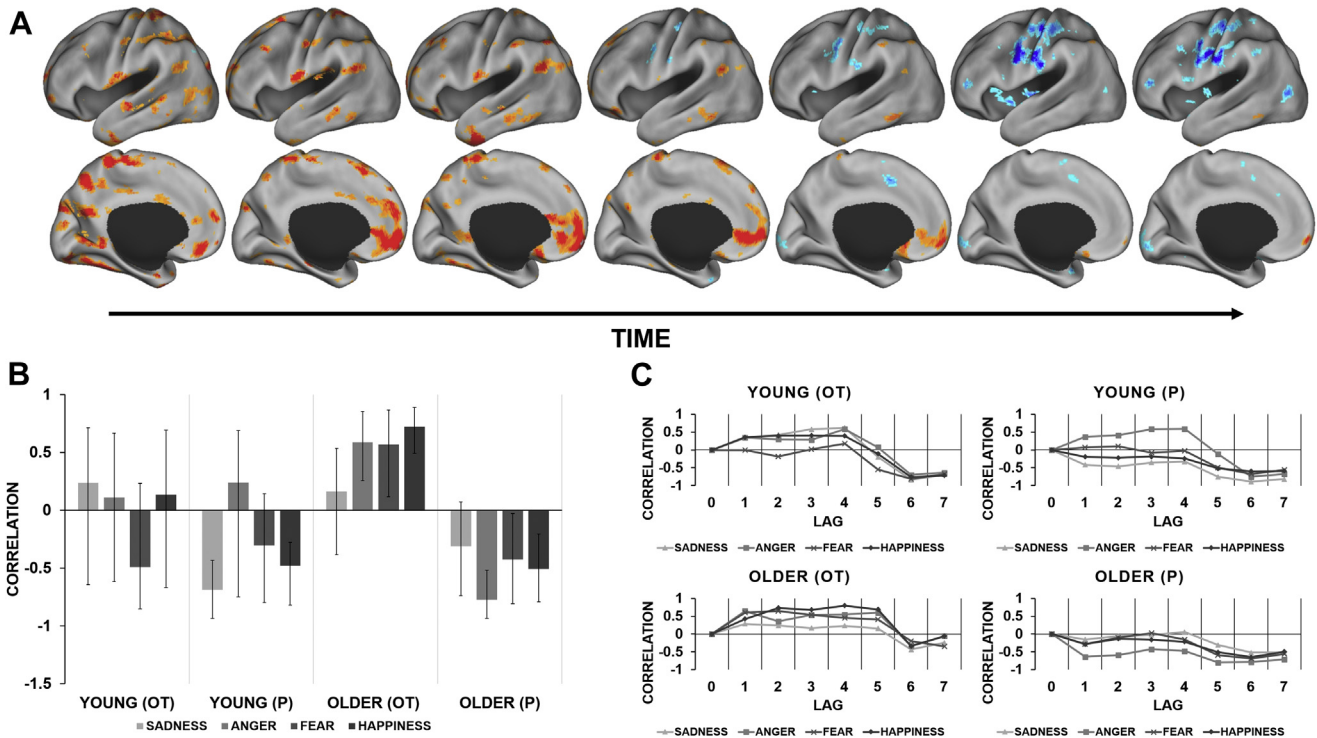 A
TIME
B
1
0.5
0
-0.5
-1
-1.5
CORRELATION
YOUNG (OT) YOUNG (P) OLDER (OT) OLDER (P)
SADNESS ANGER FEAR HAPPINESS
C
YOUNG (OT)
CORRELATION
1
0.5
0
-0.5
-1
0 1 2 3 4 5 6 7
LAG
SADNESS ANGER FEAR HAPPINESS
YOUNG (P)
CORRELATION
1
0.5
0
-0.5
-1
0 1 2 3 4 5 6 7
LAG
SADNESS ANGER FEAR HAPPINESS
OLDER (OT)
CORRELATION
1
0.5
0
-0.5
-1
0 1 2 3 4 5 6 7
LAG
SADNESS ANGER FEAR HAPPINESS
OLDER (P)
CORRELATION
1
0.5
0
-0.5
-1
0 1 2 3 4 5 6 7
LAG
SADNESS ANGER FEAR HAPPINESS